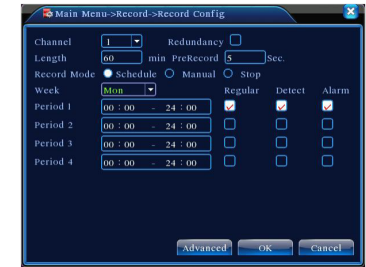 Main Menu->Record->Record Config
Channel 1 Redundancy
Length 60 min PreRecord 5 Sec.
Record Mode Schedule Manual Stop
Week Mon Regular Detect Alarm
Period 1 00 : 00 - 24 : 00
Period 2 00 : 00 - 24 : 00
Period 3 00 : 00 - 24 : 00
Period 4 00 : 00 - 24 : 00
Advanced OK Cancel